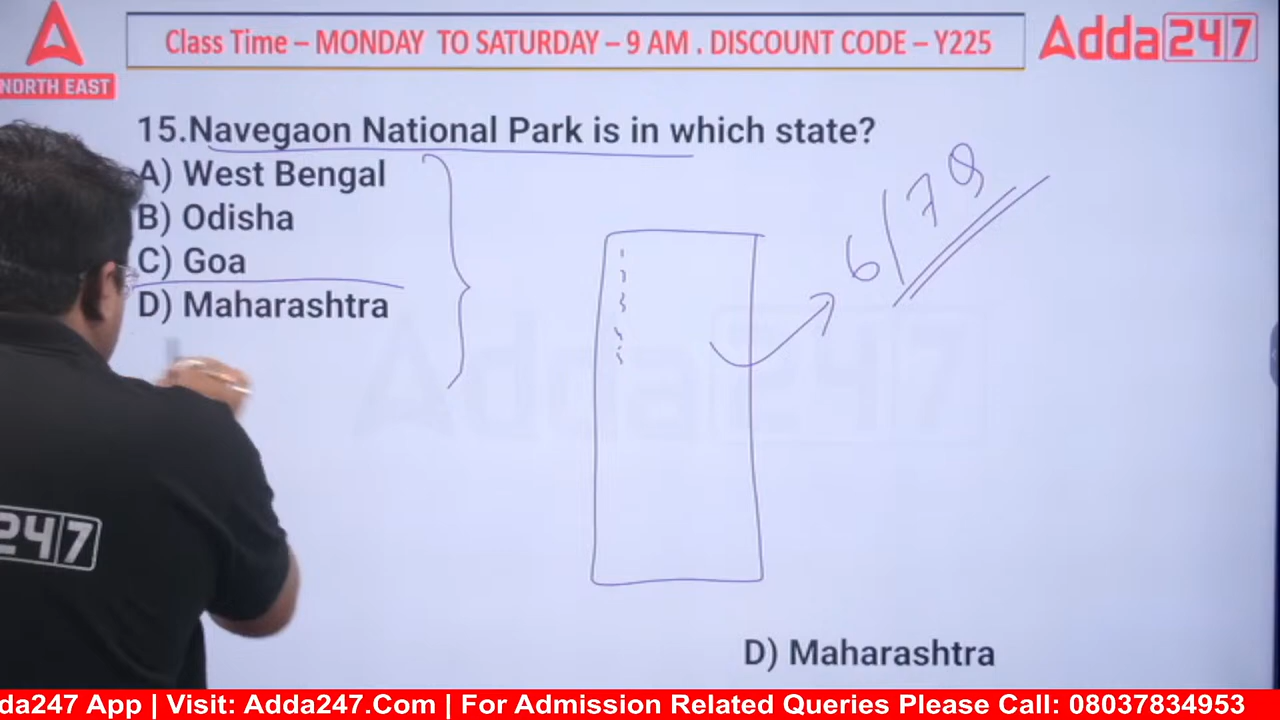 Class Time – MONDAY TO SATURDAY – 9 AM . DISCOUNT CODE – Y225
Adda247
NORTH EAST
15.Navegaon National Park is in which state?
A) West Bengal
B) Odisha
C) Goa
D) Maharashtra
6/79
Adda247
247
D) Maharashtra
da247 App | Visit: Adda247.Com | For Admission Related Queries Please Call: 08037834953